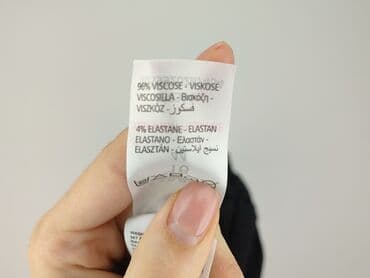 96% VISCOSE - VISKOSE
VISCOSILLA - Βισκόζη -
VISZKÓZ - فسكوز
4% ELASTANE - ELASTAN
ELASTANO - Ελαστάν -
ELASZTÁN - نسيج ايلاستين